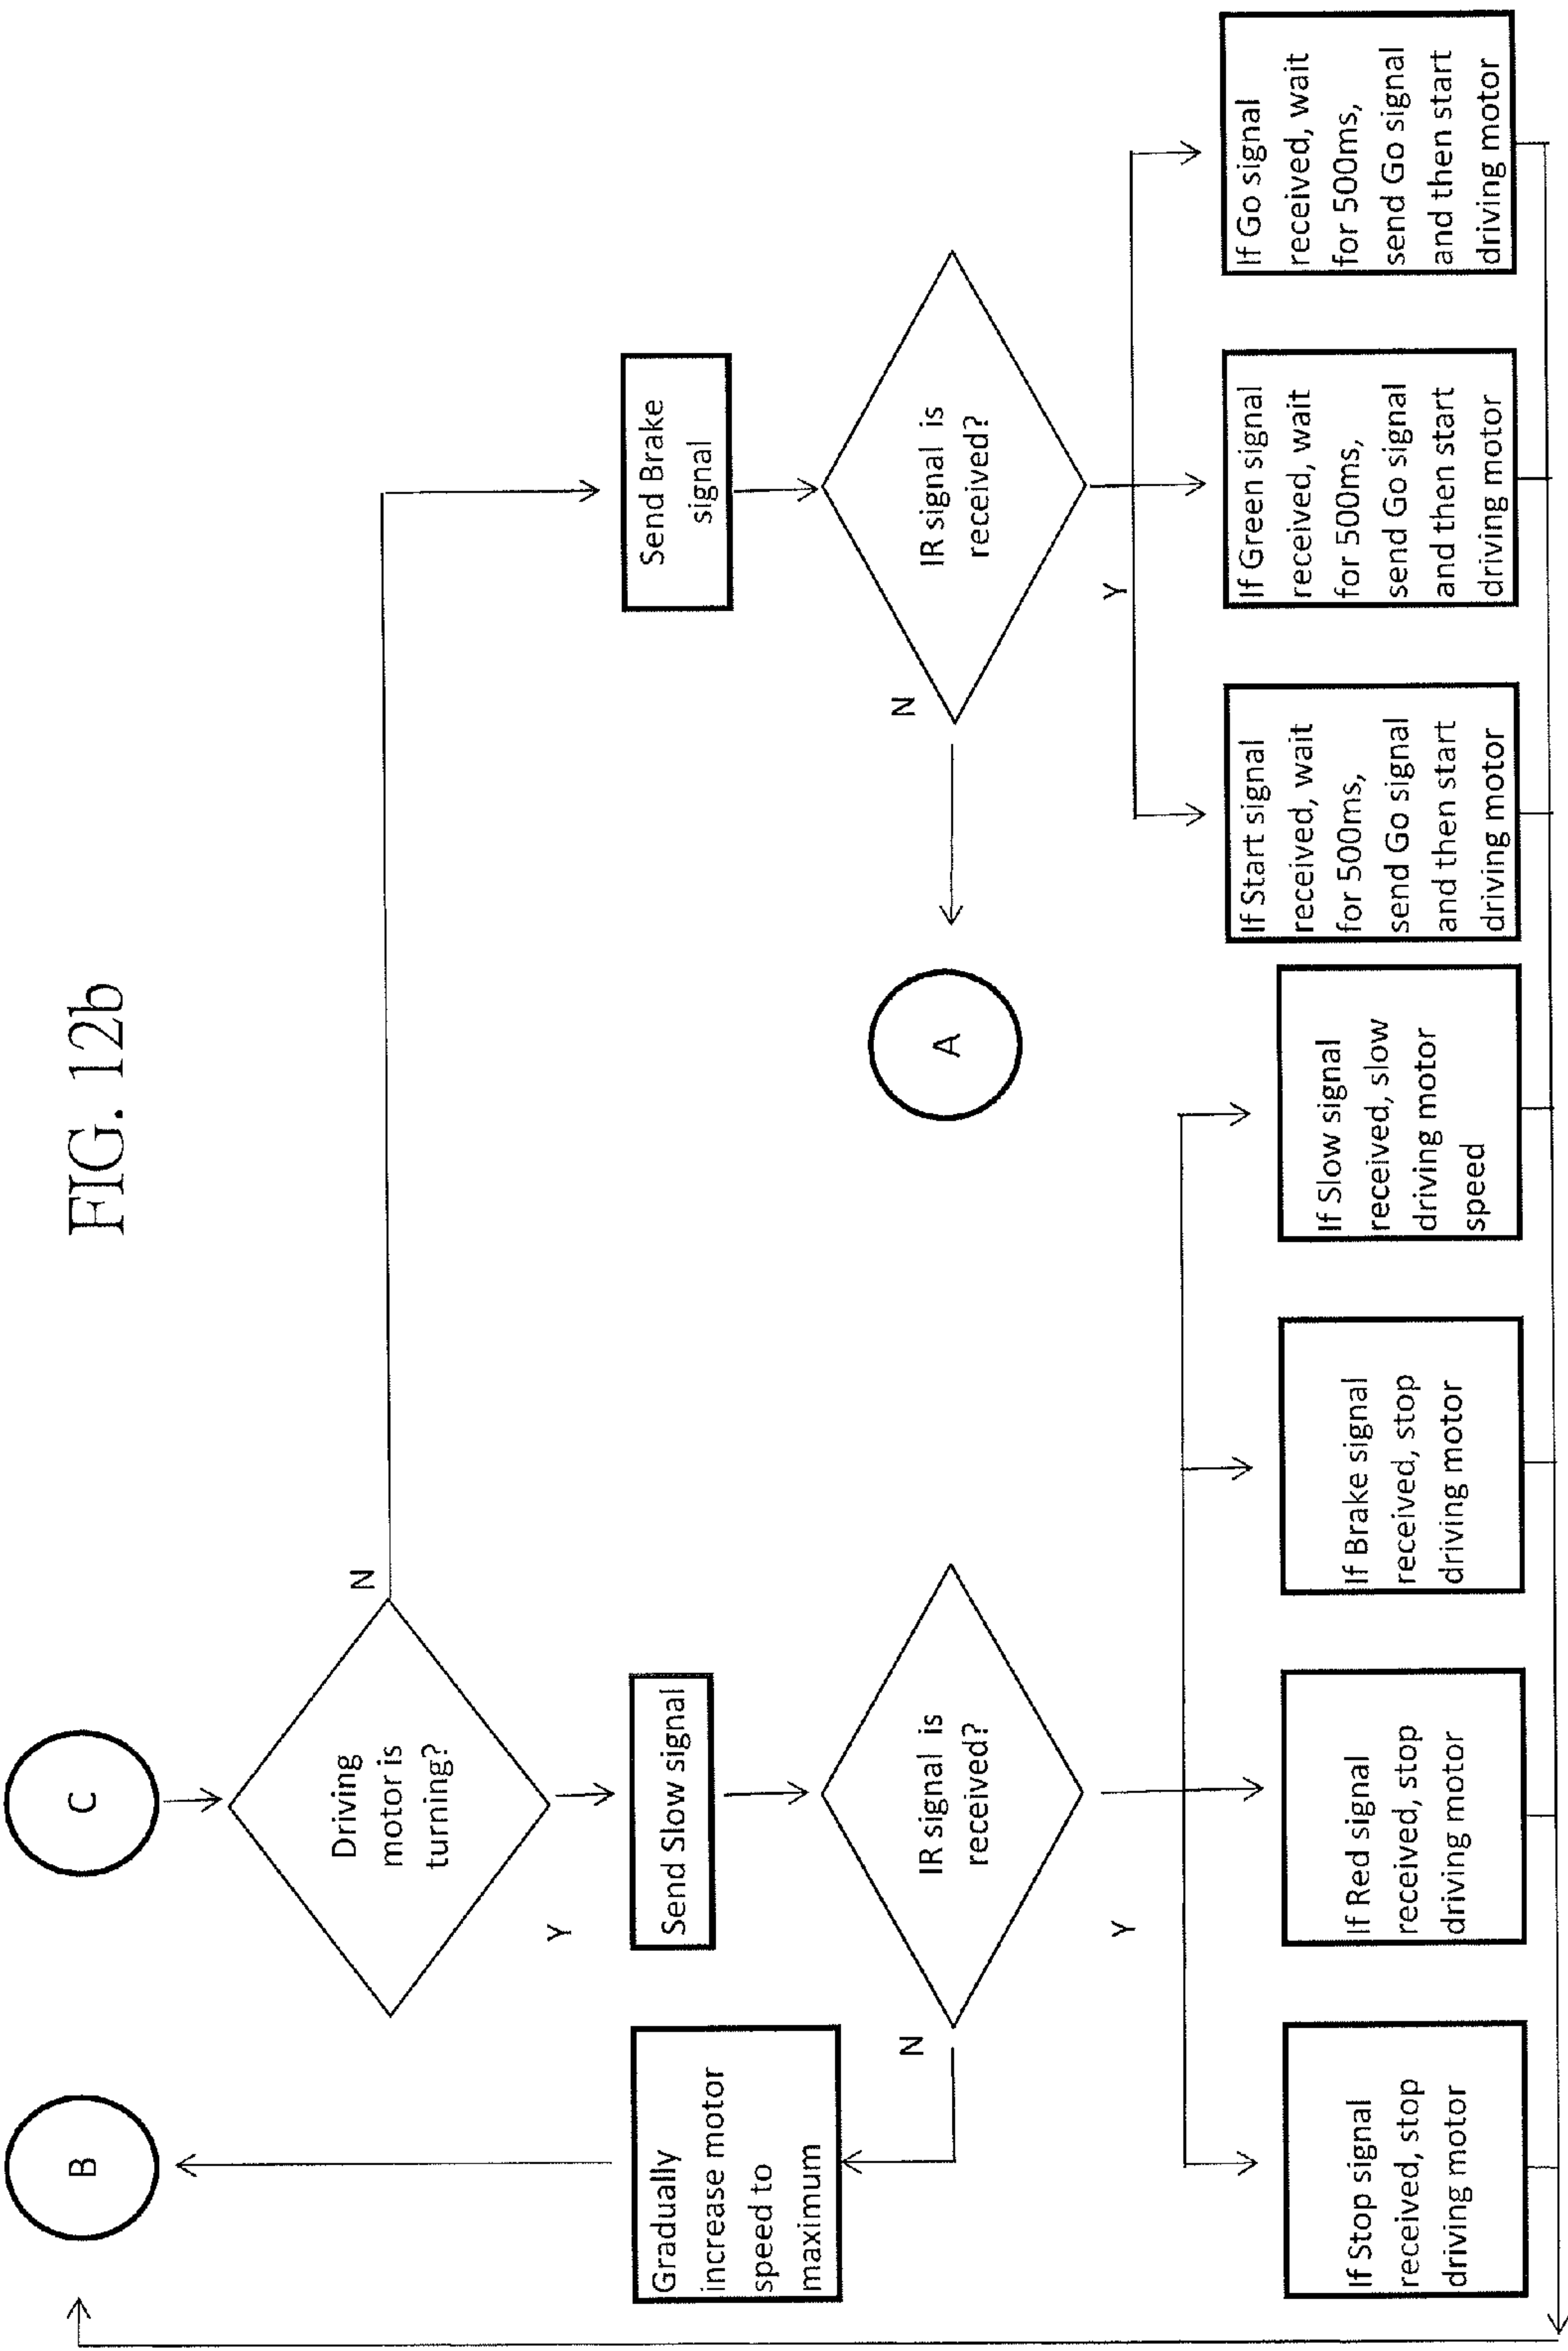 FIG. 12b
B
C
Driving
motor is
turning?
N
Y
Gradually
increase motor
speed to
maximum
Send Slow signal
Send Brake
signal
N
IR signal is
received?
Y
A
N
IR signal is
received?
Y
If Stop signal
received, stop
driving motor
If Red signal
received, stop
driving motor
If Brake signal
received, stop
driving motor
If Slow signal
received, slow
driving motor
speed
If Start signal
received, wait
for 500ms,
send Go signal
and then start
driving motor
If Green signal
received, wait
for 500ms,
send Go signal
and then start
driving motor
If Go signal
received, wait
for 500ms,
send Go signal
and then start
driving motor